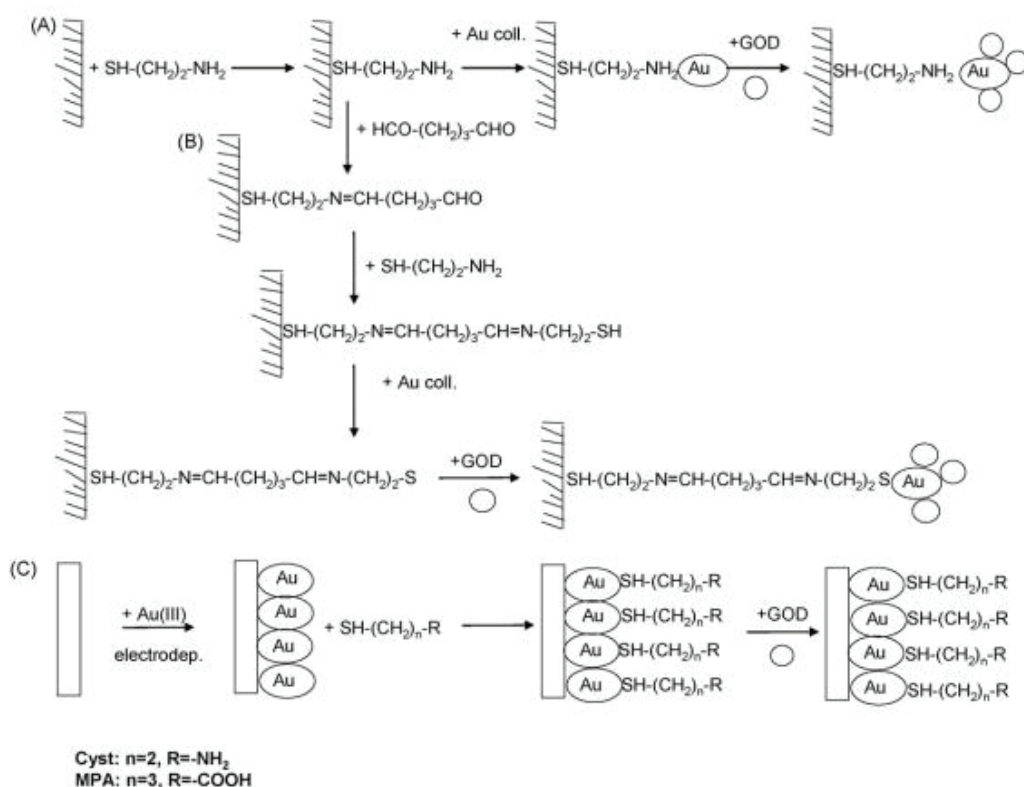 (A)
+ Au coll.
+GOD
+ SH-(CH₂)₂-NH₂
SH-(CH₂)₂-NH₂
SH-(CH₂)₂-NH₂ Au
SH-(CH₂)₂-NH₂ Au
+ HCO-(CH₂)₃-CHO
(B)
SH-(CH₂)₂-N=CH-(CH₂)₃-CHO
+ SH-(CH₂)₂-NH₂
SH-(CH₂)₂-N=CH-(CH₂)₃-CH=N-(CH₂)₂-SH
+ Au coll.
SH-(CH₂)₂-N=CH-(CH₂)₃-CH=N-(CH₂)₂-S
+GOD
SH-(CH₂)₂-N=CH-(CH₂)₃-CH=N-(CH₂)₂ S Au
(C)
+ Au(III)
electrodep.
Au
Au
Au
Au
+ SH-(CH₂)ₙ-R
Au SH-(CH₂)ₙ-R
Au SH-(CH₂)ₙ-R
Au SH-(CH₂)ₙ-R
Au SH-(CH₂)ₙ-R
+GOD
Au SH-(CH₂)ₙ-R
Au SH-(CH₂)ₙ-R
Au SH-(CH₂)ₙ-R
Au SH-(CH₂)ₙ-R
Cyst: n=2, R=-NH₂
MPA: n=3, R=-COOH